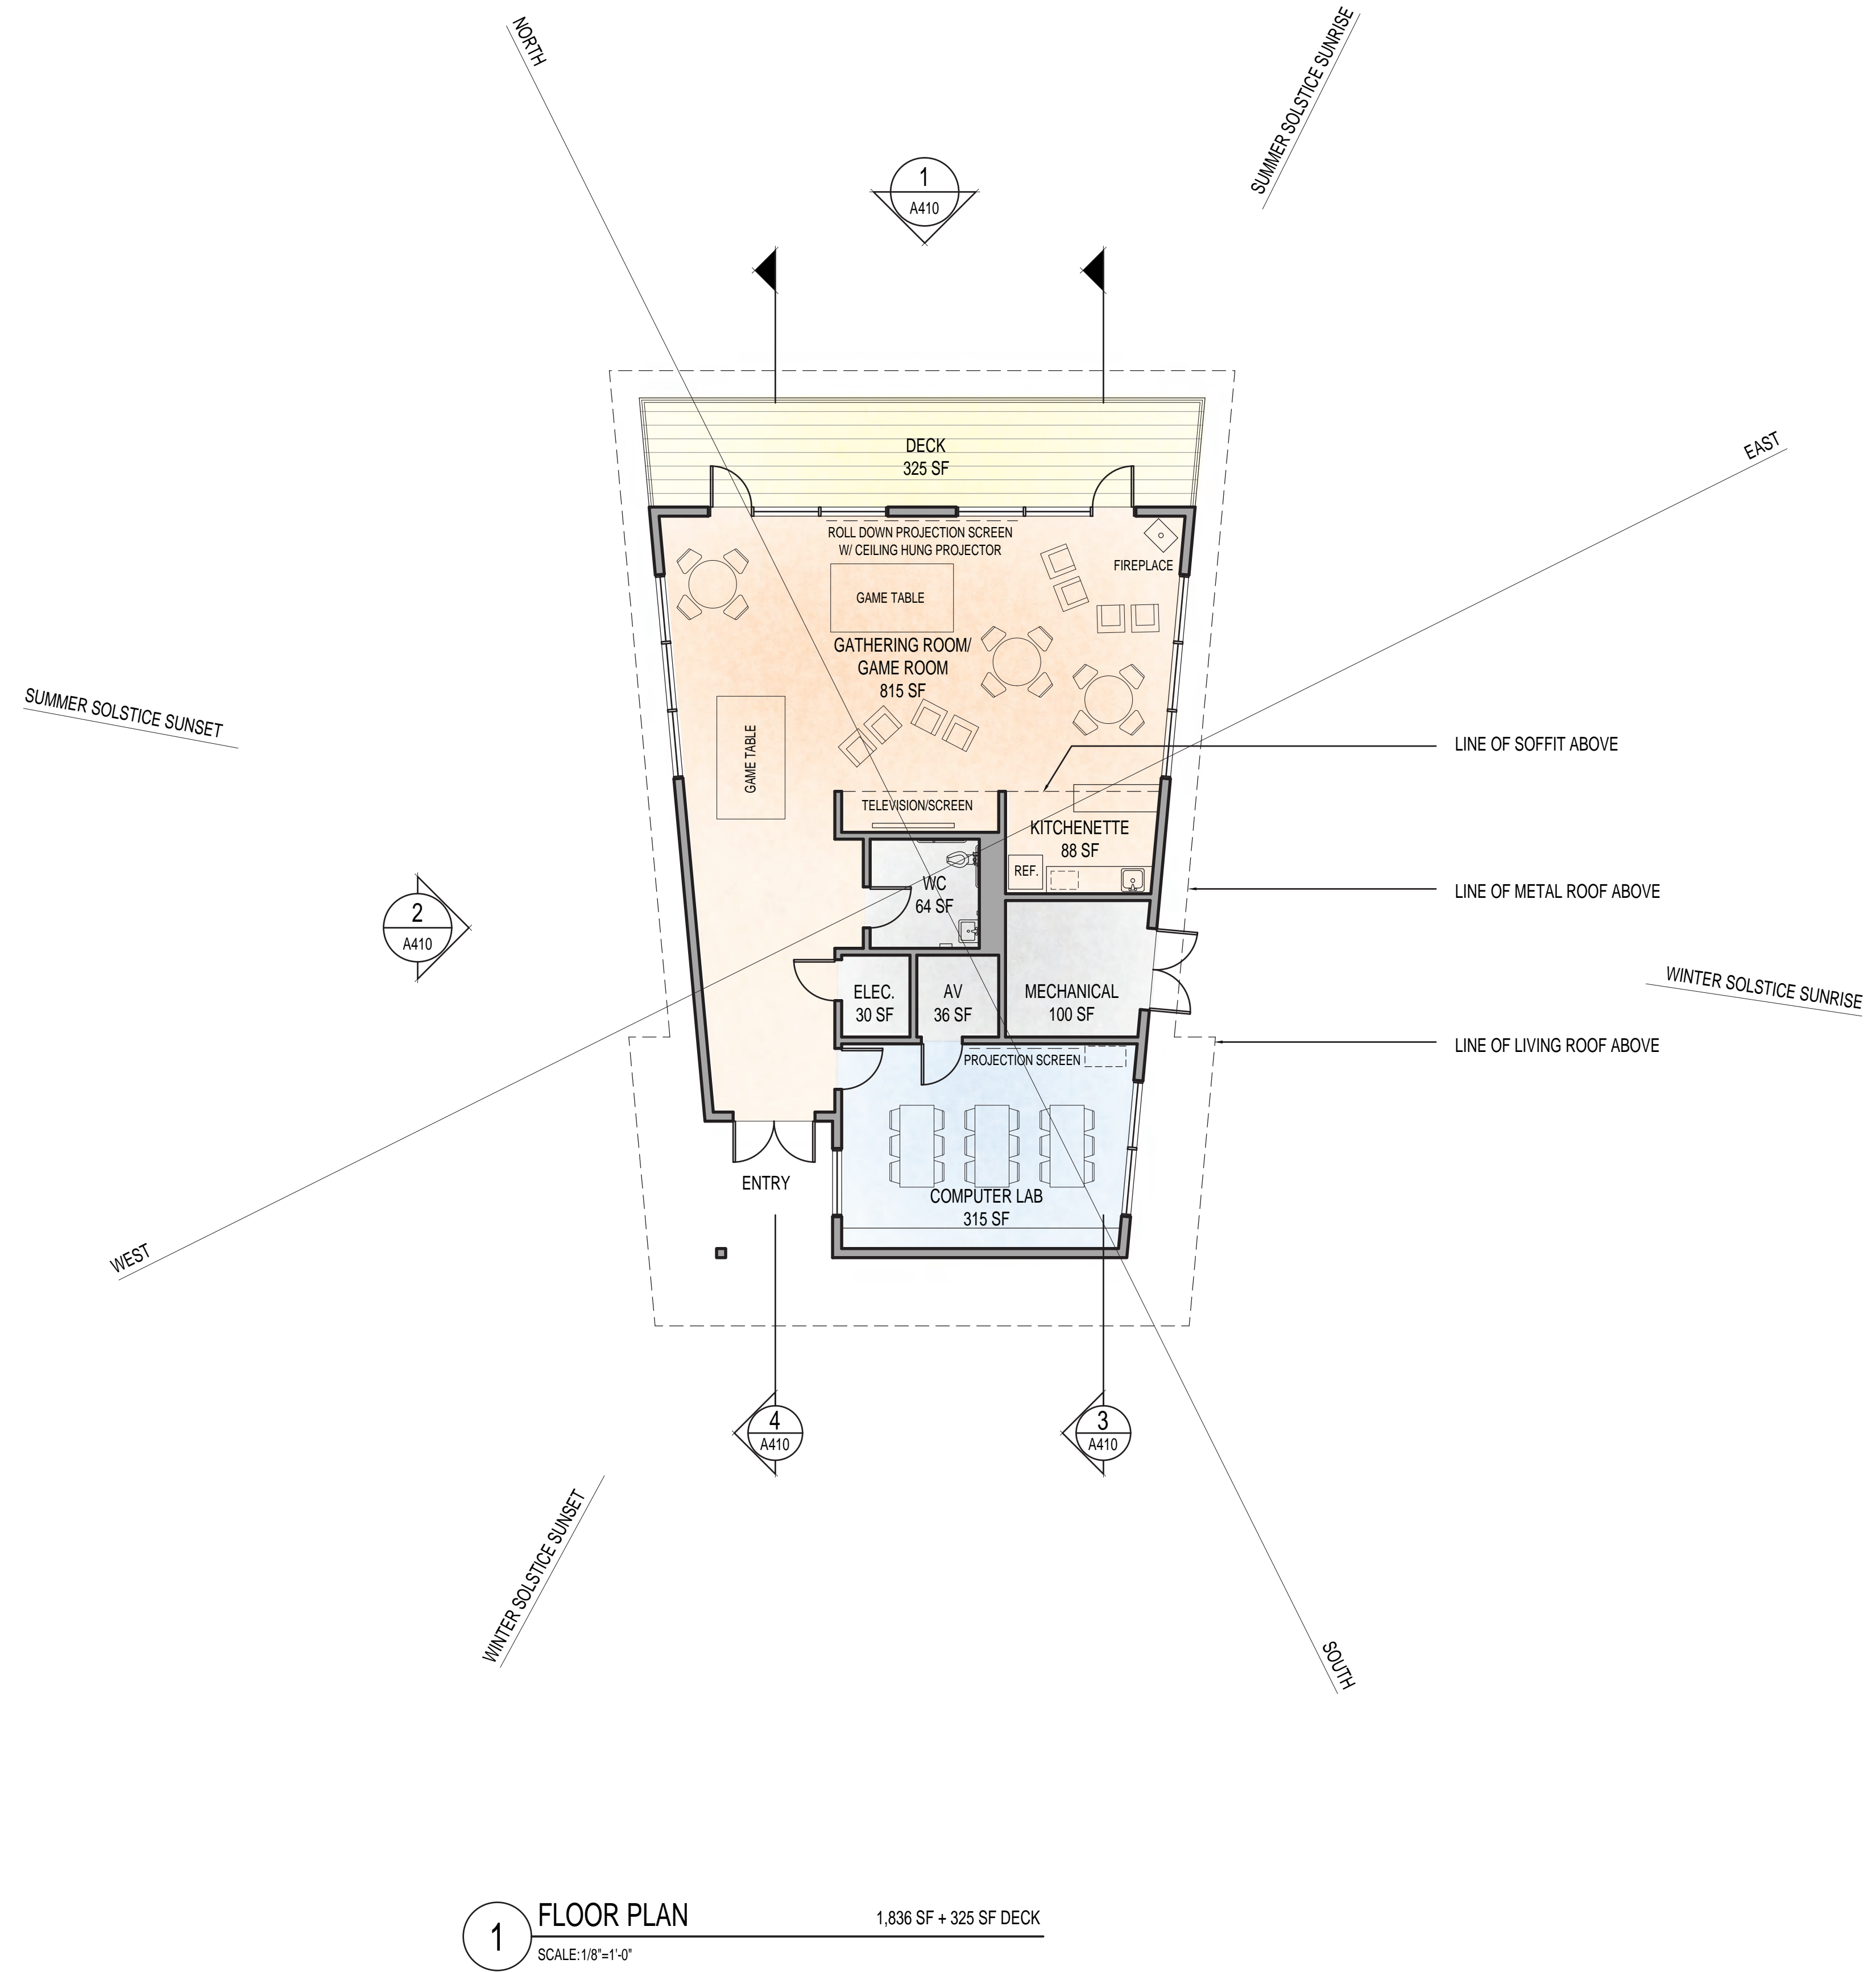 NORTH
SUMMER SOLSTICE SUNRISE
1
A410
EAST
DECK
325 SF
ROLL DOWN PROJECTION SCREEN
W/ CEILING HUNG PROJECTOR
FIREPLACE
GAME TABLE
GATHERING ROOM/
GAME ROOM
815 SF
SUMMER SOLSTICE SUNSET
GAME TABLE
LINE OF SOFFIT ABOVE
TELEVISION/SCREEN
KITCHENETTE
88 SF
REF.
WC
64 SF
LINE OF METAL ROOF ABOVE
2
A410
ELEC.
30 SF
AV
36 SF
MECHANICAL
100 SF
WINTER SOLSTICE SUNRISE
LINE OF LIVING ROOF ABOVE
PROJECTION SCREEN
ENTRY
COMPUTER LAB
315 SF
WEST
4
A410
3
A410
WINTER SOLSTICE SUNSET
SOUTH
1
FLOOR PLAN
1,836 SF + 325 SF DECK
SCALE:1/8"=1'-0"